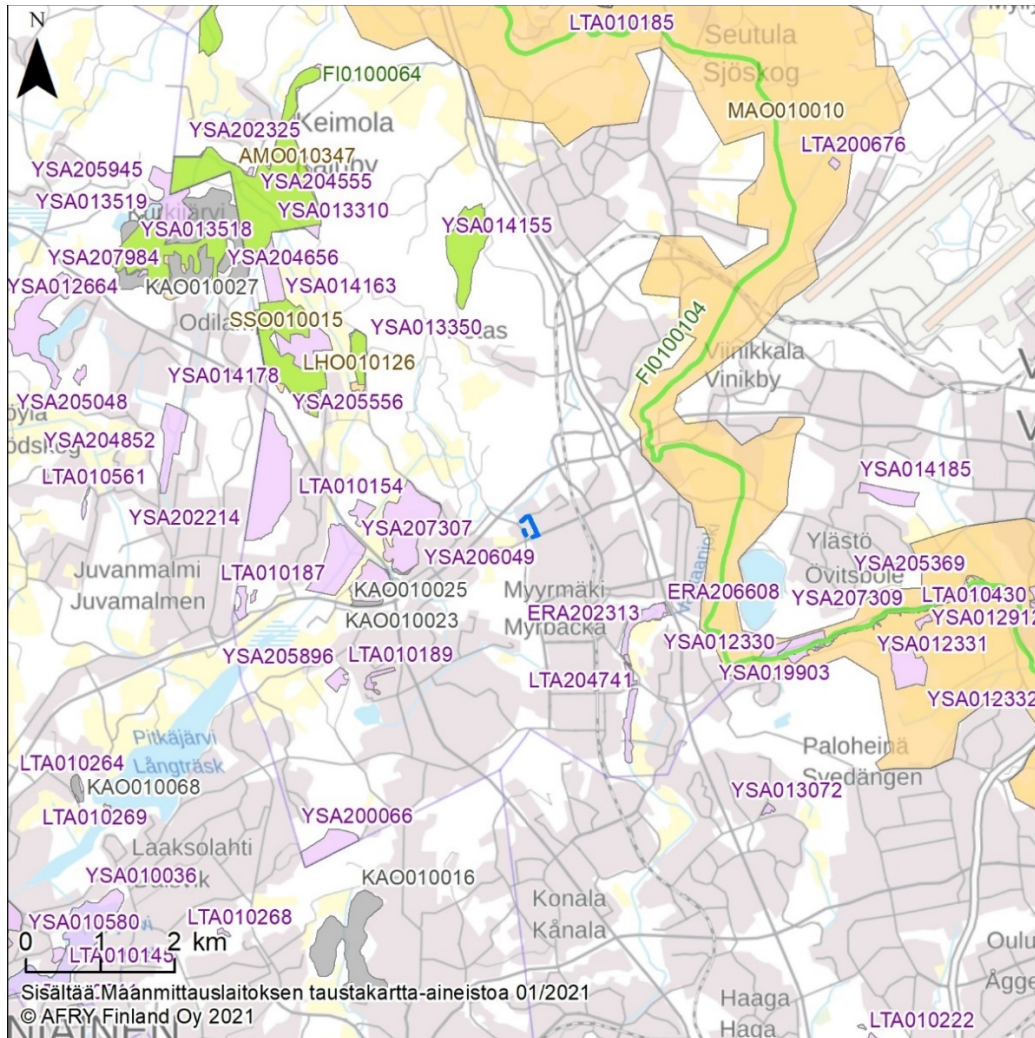 N
LTA010185
Seutula
Sjöskog
FI0100064
MAO010010
YSA202325
Keimola
LTA200676
AMO010347
YSA205945
YSA204555
YSA013519
YSA013310
YSA013518
YSA014155
YSA207984
YSA204656
YSA012664
KAO010027
YSA014163
SSO010015
YSA013350
FI0100104
Viinikkala
Vinikby
LHO010126
YSA014178
YSA205048
YSA205556
YSA204852
LTA010561
LTA010154
YSA014185
YSA202214
YSA207307
Ylästö
Övitsböle
YSA205369
Juvanmalmi
Juvamalmen
LTA010187
YSA206049
Myyrmäki
Myrbacka
KAO010025
KAO010023
ERA206608
ERA202313
LTA010430
YSA207309
YSA012912
YSA012330
YSA012331
YSA205896
LTA010189
LTA204741
YSA019903
YSA012332
Pitkäjärvi
Långträsk
Paloheinä
Svedängen
LTA010264
KAO010068
LTA010269
YSA013072
YSA200066
Laaksolahti
YSA010036
KAO010016
Konala
Kånala
YSA010580
LTA010268
0 1 2 km
LTA010145
Sisältää Maanmittauslaitoksen taustakartta-aineistoa 01/2021
© AFRY Finland Oy 2021
Haaga
Haga
LTA010222